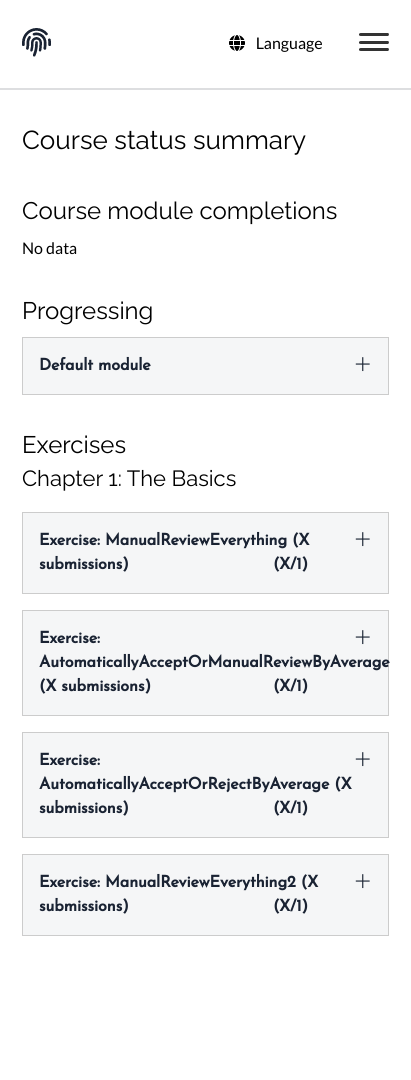 Language
Course status summary
Course module completions
No data
Progressing
Default module
Exercises
Chapter 1: The Basics
Exercise: ManualReviewEverything (X
submissions) (X/1)
Exercise:
AutomaticallyAcceptOrManualReviewByAverage
(X submissions) (X/1)
Exercise:
AutomaticallyAcceptOrRejectByAverage (X
submissions) (X/1)
Exercise: ManualReviewEverything2 (X
submissions) (X/1)